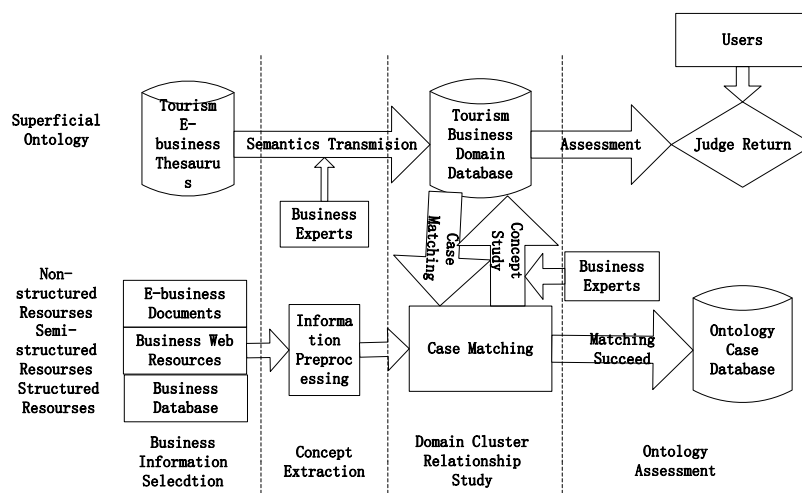 Users
Superficial
Ontology
Tourism
E-
business
Thesauru
s
Semantics Transmision
Tourism
Business
Domain
Database
Assessment
Judge Return
Business
Experts
Case
Matching
Concept
Study
Business
Experts
Non-
structured
Resourses
Semi-
structured
Resourses
Structured
Resourses
E-business
Documents
Business Web
Resources
Business
Database
Informa
tion
Preproc
essing
Case Matching
Matching
Succeed
Ontology
Case
Database
Business
Information
Selecdtion
Concept
Extraction
Domain Cluster
Relationship
Study
Ontology
Assessment